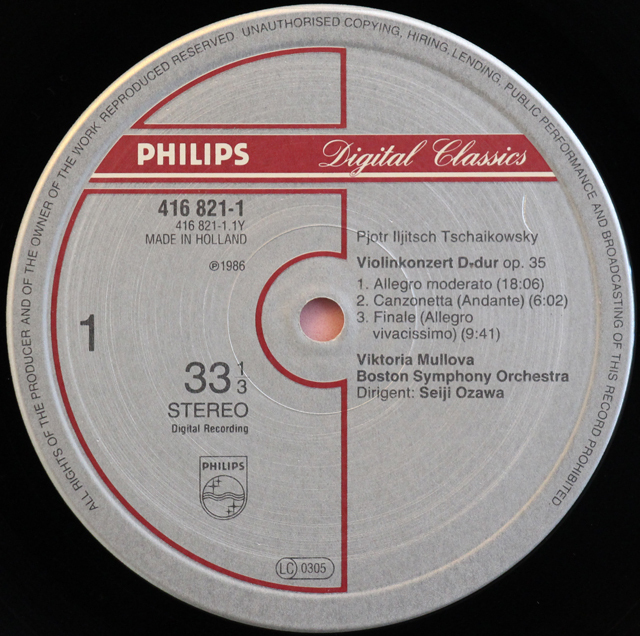 ALL RIGHTS OF THE PRODUCER AND OF THE OWNER OF THE WORK REPRODUCED RESERVED UNAUTHORISED COPYING, HIRING, LENDING, PUBLIC PERFORMANCE AND BROADCASTING OF THIS RECORD PROHIBITED
PHILIPS Digital Classics
416 821-1
416 821-1.1Y
MADE IN HOLLAND
℗1986
1
33 1/3
STEREO
Digital Recording
PHILIPS
LC 0305
Pjotr Iljitsch Tschaikowsky
Violinkonzert D-dur op. 35
1. Allegro moderato (18:06)
2. Canzonetta (Andante) (6:02)
3. Finale (Allegro
vivacissimo) (9:41)
Viktoria Mullova
Boston Symphony Orchestra
Dirigent: Seiji Ozawa